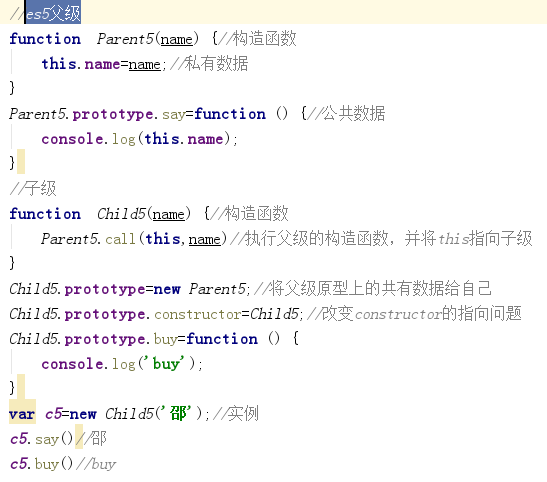 //es5父级
function  Parent5(name) {//构造函数
    this.name=name;//私有数据
}
Parent5.prototype.say=function () {//公共数据
    console.log(this.name);
}
//子级
function  Child5(name) {//构造函数
    Parent5.call(this,name)//执行父级的构造函数，并将this指向子级
}
Child5.prototype=new Parent5;//将父级原型上的共有数据给自己
Child5.prototype.constructor=Child5;//改变constructor的指向问题
Child5.prototype.buy=function () {
    console.log('buy');
}
var c5=new Child5('邵');//实例
c5.say()//邵
c5.buy()//buy